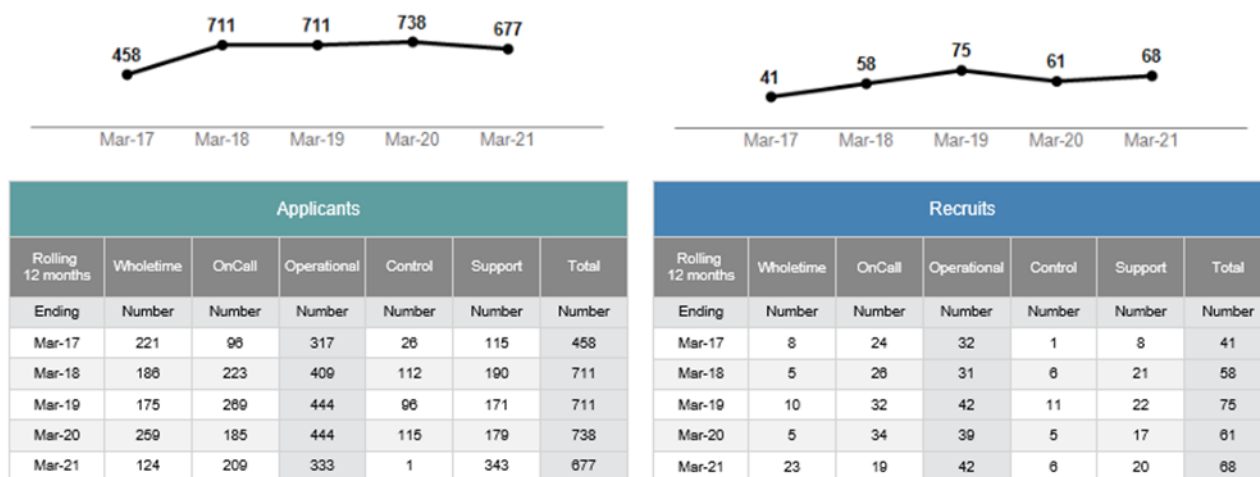 458 711 711 738 677
Mar-17 Mar-18 Mar-19 Mar-20 Mar-21
41 58 75 61 68
Mar-17 Mar-18 Mar-19 Mar-20 Mar-21
Applicants
Rolling 12 months Wholetime OnCall Operational Control Support Total
Ending Number Number Number Number Number Number
Mar-17 221 96 317 26 115 458
Mar-18 186 223 409 112 190 711
Mar-19 175 269 444 96 171 711
Mar-20 259 185 444 115 179 738
Mar-21 124 209 333 1 343 677
Recruits
Rolling 12 months Wholetime OnCall Operational Control Support Total
Ending Number Number Number Number Number Number
Mar-17 8 24 32 1 8 41
Mar-18 5 26 31 6 21 58
Mar-19 10 32 42 11 22 75
Mar-20 5 34 39 5 17 61
Mar-21 23 19 42 6 20 68